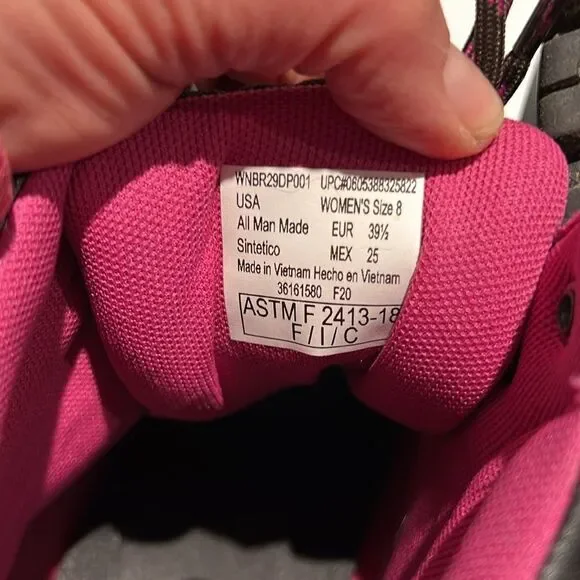 WNBR29DP001 UPC#0605388325822
USA WOMEN'S Size 8
All Man Made EUR 39½
Sintetico MEX 25
Made in Vietnam Hecho en Vietnam
36161580 F20
ASTM F 2413-18
F / I / C